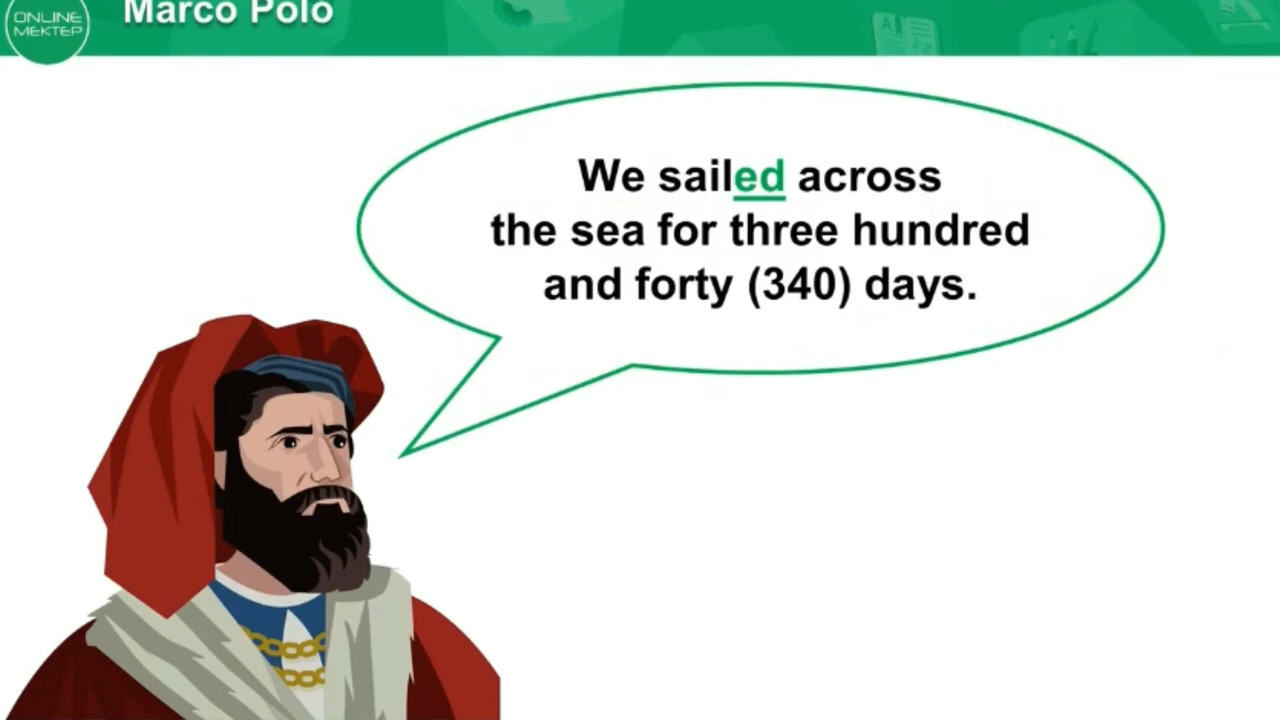 ONLINE
MEKTEP
Marco Polo
We sailed across
the sea for three hundred
and forty (340) days.